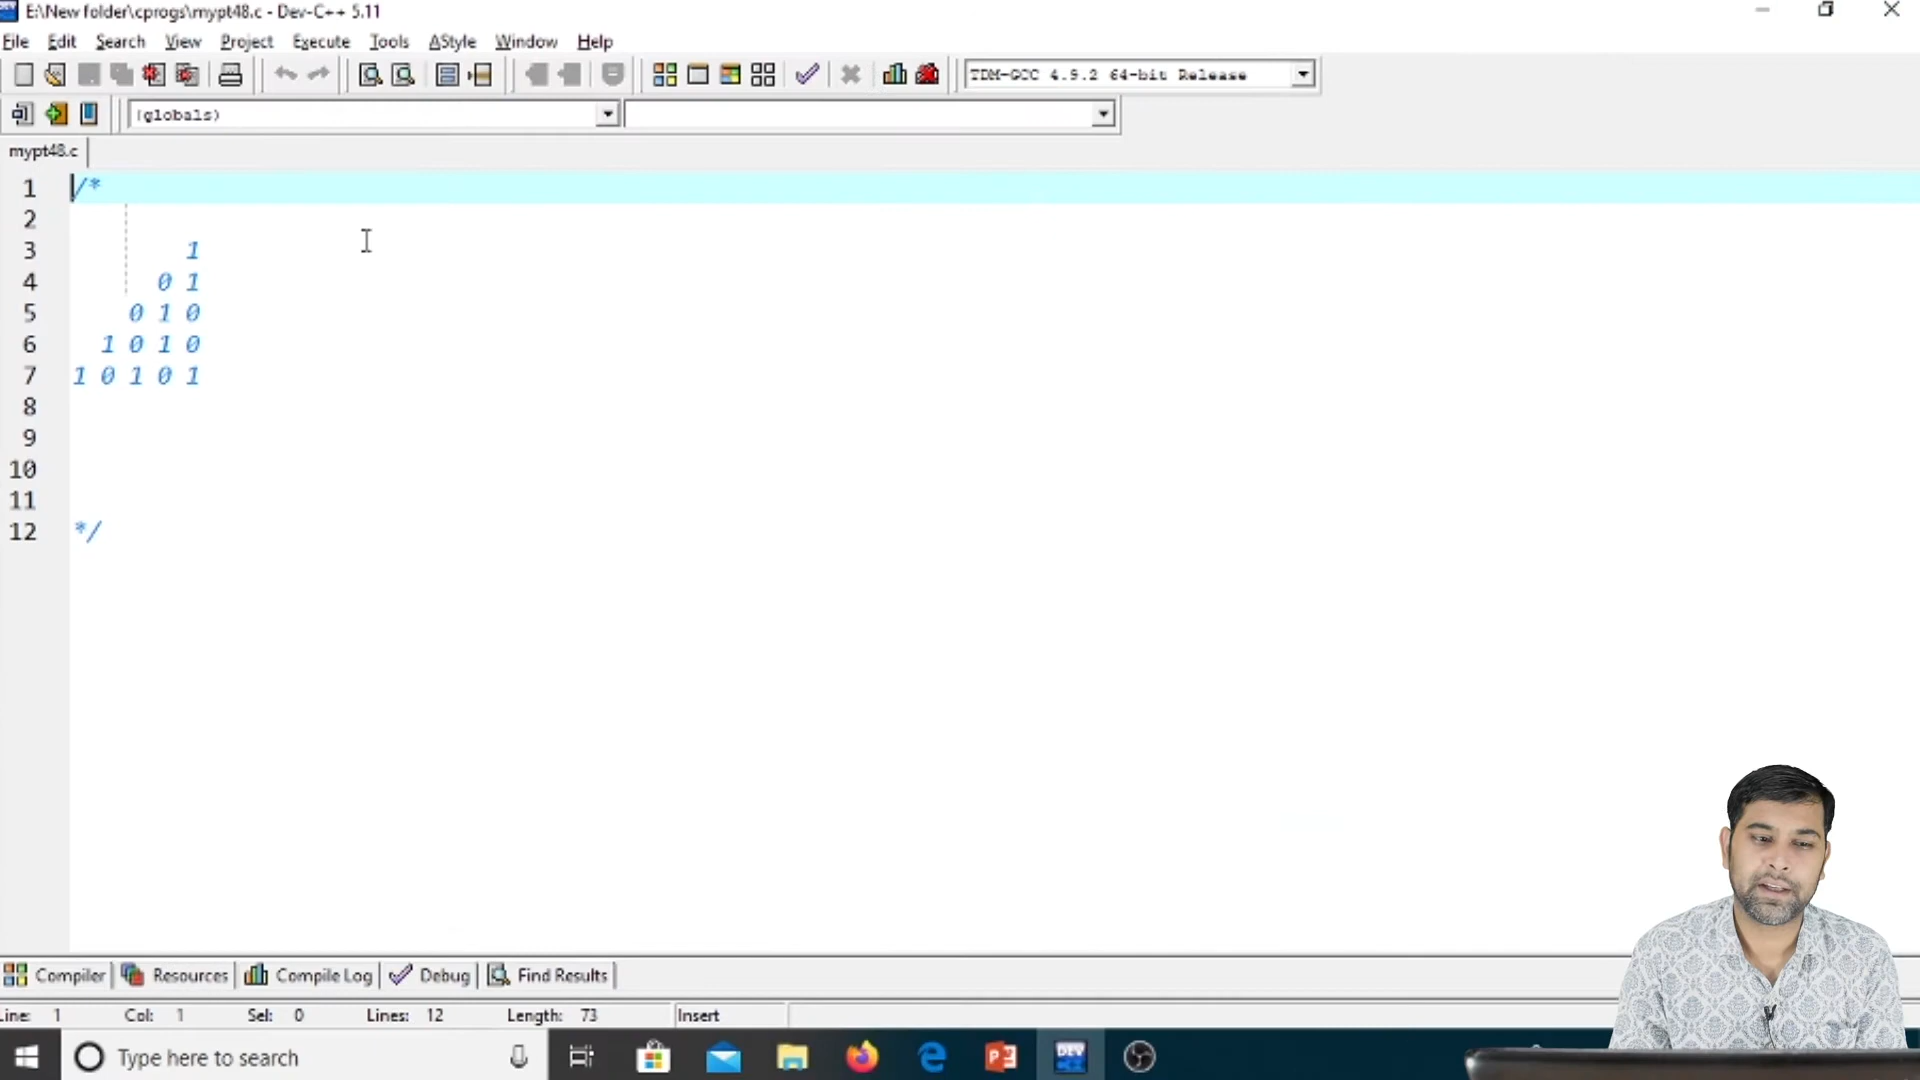 E:\New folder\cprogs\mypt48.c - Dev-C++ 5.11
File Edit Search View Project Execute Tools AStyle Window Help
TDM-GCC 4.9.2 64-bit Release
(globals)
mypt48.c
1 /*
2
3 1
4 0 1
5 0 1 0
6 1 0 1 0
7 1 0 1 0 1
8
9
10
11
12 */
Compiler Resources Compile Log Debug Find Results
Line: 1 Col: 1 Sel: 0 Lines: 12 Length: 73 Insert
Type here to search
DEV